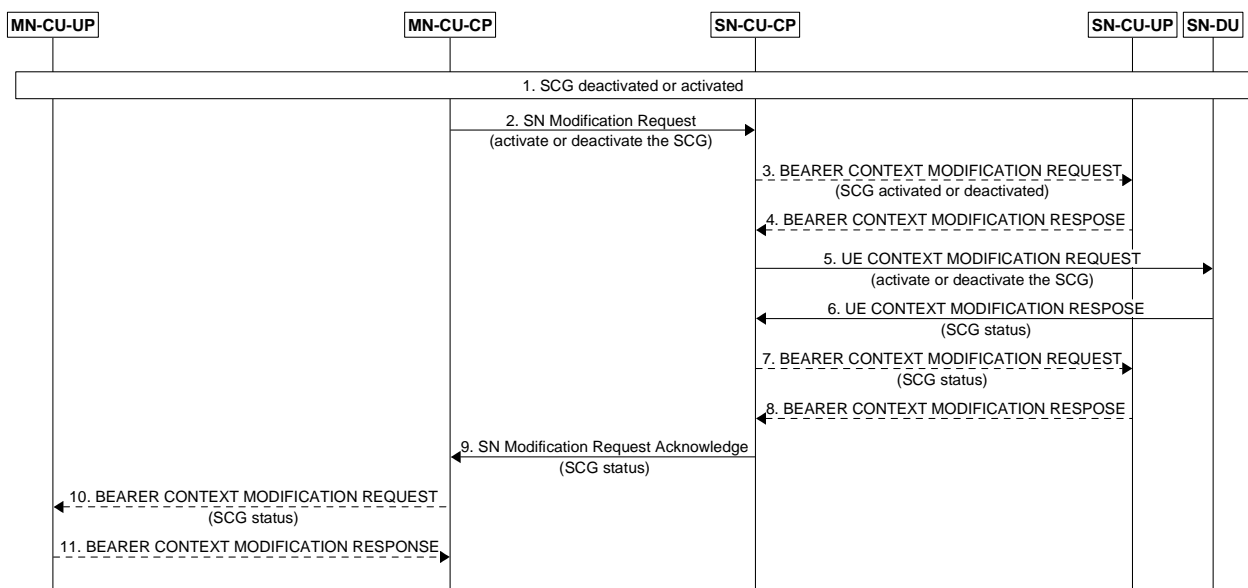 MN-CU-UP
MN-CU-CP
SN-CU-CP
SN-CU-UP
SN-DU
1. SCG deactivated or activated
2. SN Modification Request
(activate or deactivate the SCG)
3. BEARER CONTEXT MODIFICATION REQUEST
(SCG activated or deactivated)
4. BEARER CONTEXT MODIFICATION RESPOSE
5. UE CONTEXT MODIFICATION REQUEST
(activate or deactivate the SCG)
6. UE CONTEXT MODIFICATION RESPOSE
(SCG status)
7. BEARER CONTEXT MODIFICATION REQUEST
(SCG status)
8. BEARER CONTEXT MODIFICATION RESPOSE
9. SN Modification Request Acknowledge
(SCG status)
10. BEARER CONTEXT MODIFICATION REQUEST
(SCG status)
11. BEARER CONTEXT MODIFICATION RESPONSE